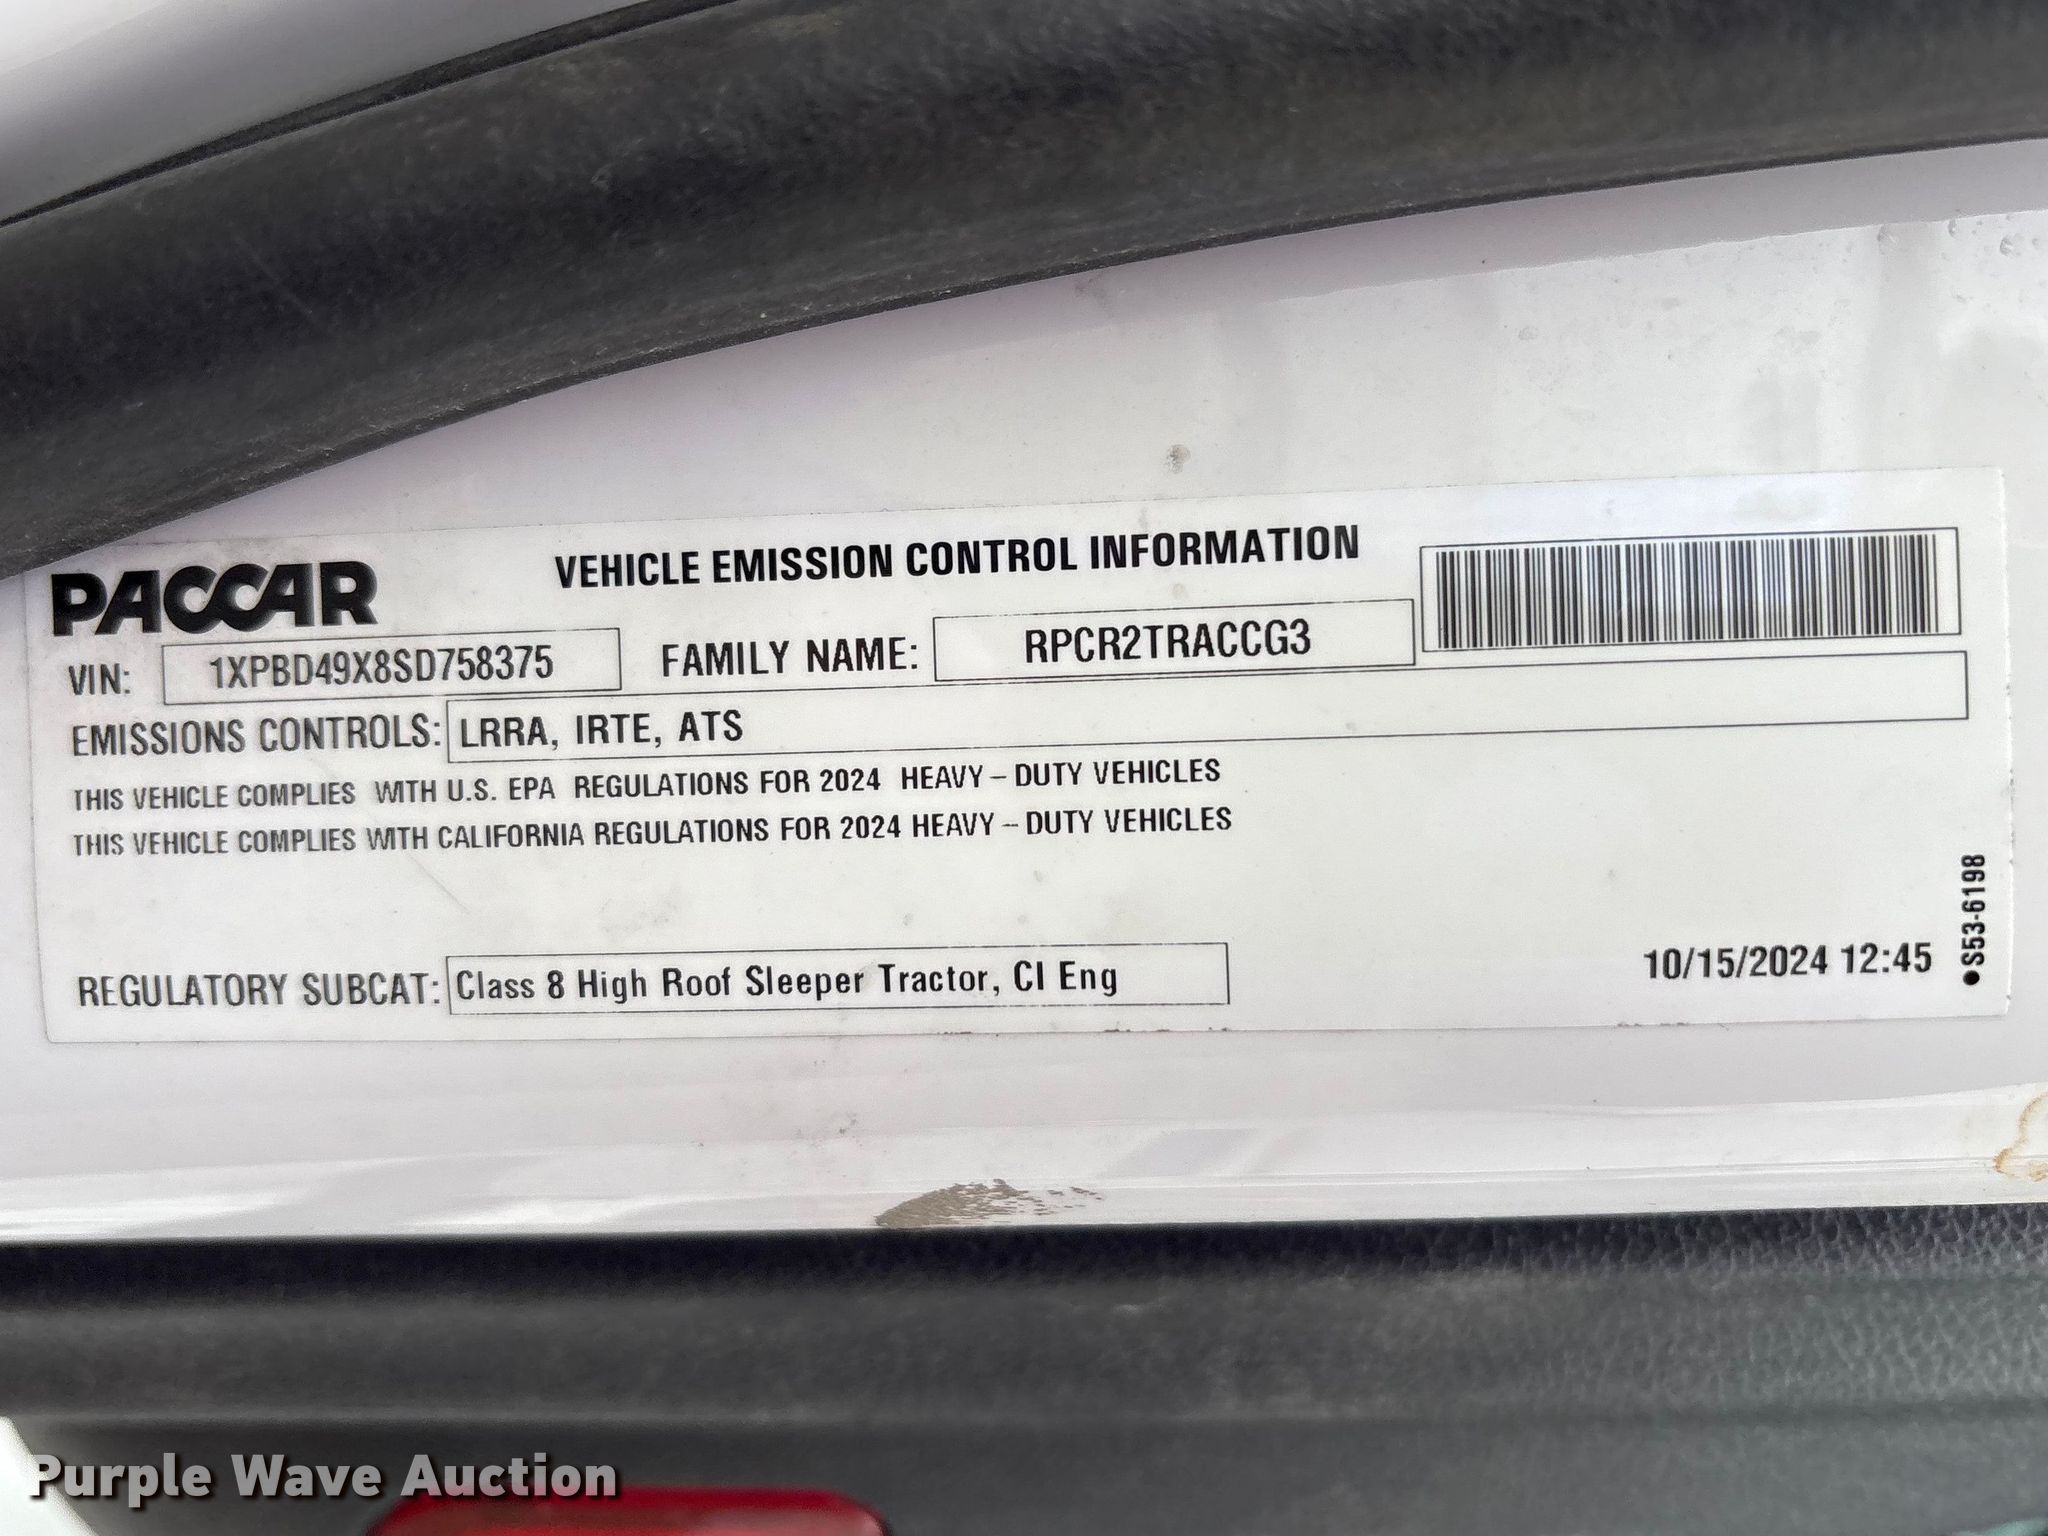 PACCAR
VEHICLE EMISSION CONTROL INFORMATION
VIN: 1XPBD49X8SD758375 FAMILY NAME: RPCR2TRACCG3
EMISSIONS CONTROLS: LRRA, IRTE, ATS
THIS VEHICLE COMPLIES WITH U.S. EPA REGULATIONS FOR 2024 HEAVY – DUTY VEHICLES
THIS VEHICLE COMPLIES WITH CALIFORNIA REGULATIONS FOR 2024 HEAVY – DUTY VEHICLES
REGULATORY SUBCAT: Class 8 High Roof Sleeper Tractor, CI Eng
10/15/2024 12:45
●S53-6198
Purple Wave Auction